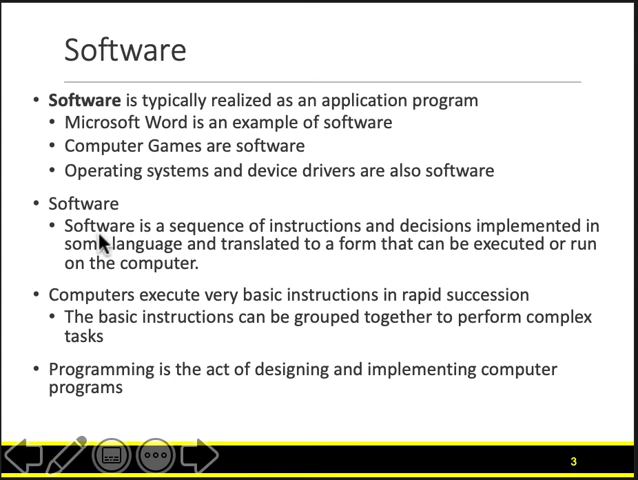 Software
• Software is typically realized as an application program
• Microsoft Word is an example of software
• Computer Games are software
• Operating systems and device drivers are also software
• Software
• Software is a sequence of instructions and decisions implemented in
some language and translated to a form that can be executed or run
on the computer.
• Computers execute very basic instructions in rapid succession
• The basic instructions can be grouped together to perform complex
tasks
• Programming is the act of designing and implementing computer
programs
3